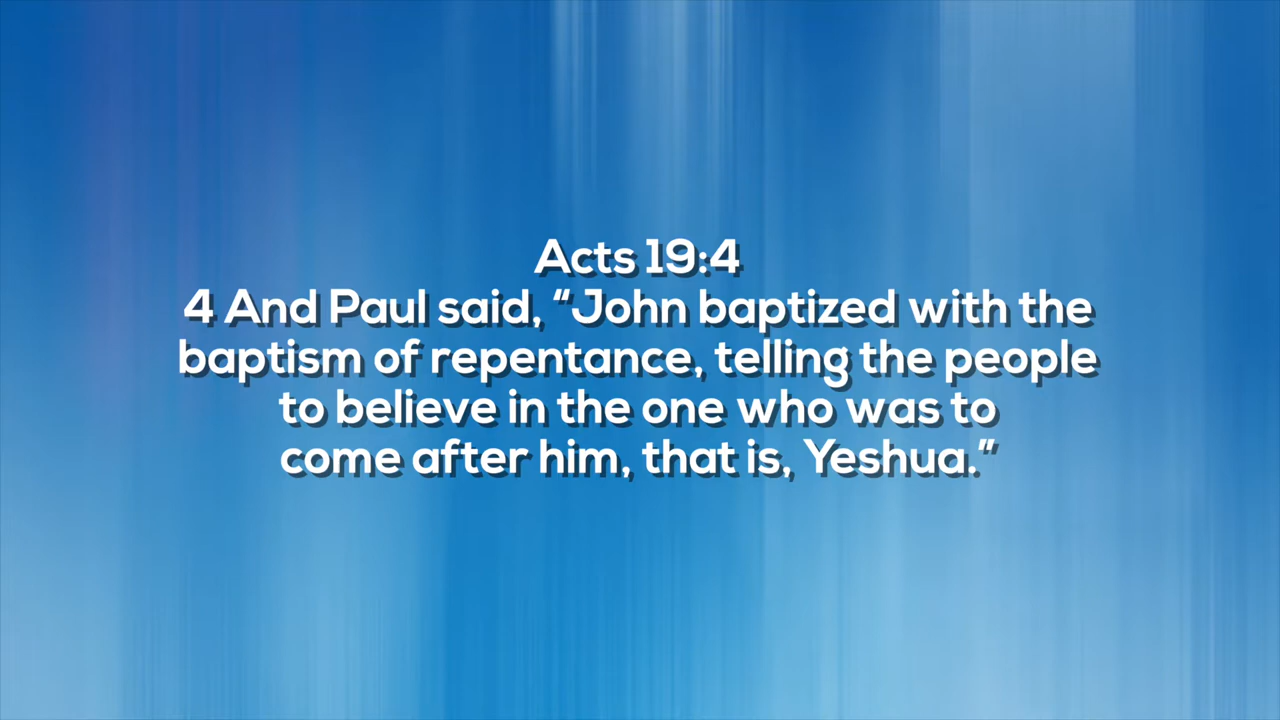 Acts 19:4
4 And Paul said, “John baptized with the
baptism of repentance, telling the people
to believe in the one who was to
come after him, that is, Yeshua.”